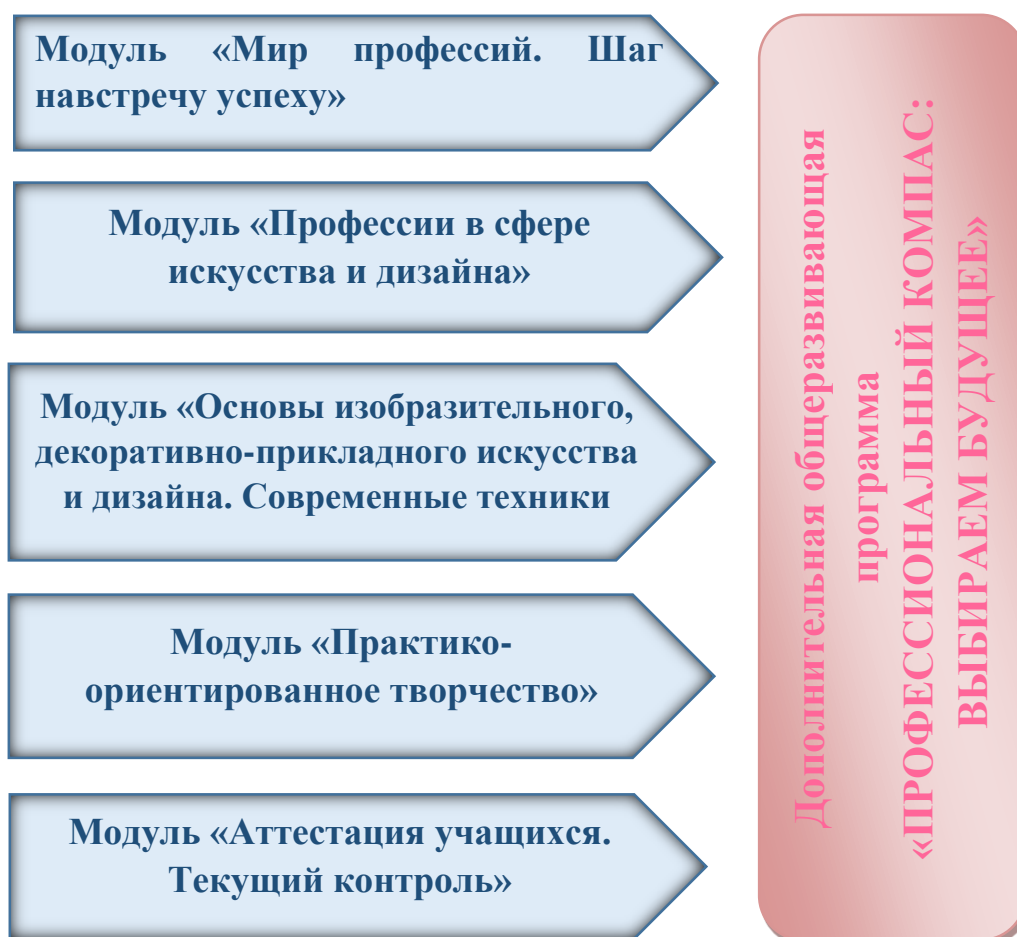 Модуль «Мир профессий. Шаг
навстречу успеху»
Модуль «Профессии в сфере
искусства и дизайна»
Модуль «Основы изобразительного,
декоративно-прикладного искусства
и дизайна. Современные техники
Модуль «Практико-
ориентированное творчество»
Модуль «Аттестация учащихся.
Текущий контроль»
Дополнительная общеразвивающая
программа
«ПРОФЕССИОНАЛЬНЫЙ КОМПАС:
ВЫБИРАЕМ БУДУЩЕЕ»